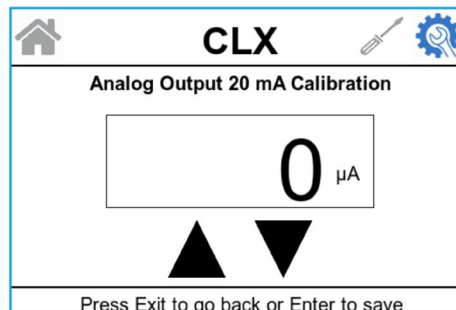 CLX
Analog Output 20 mA Calibration
0 µA
Press Exit to go back or Enter to save